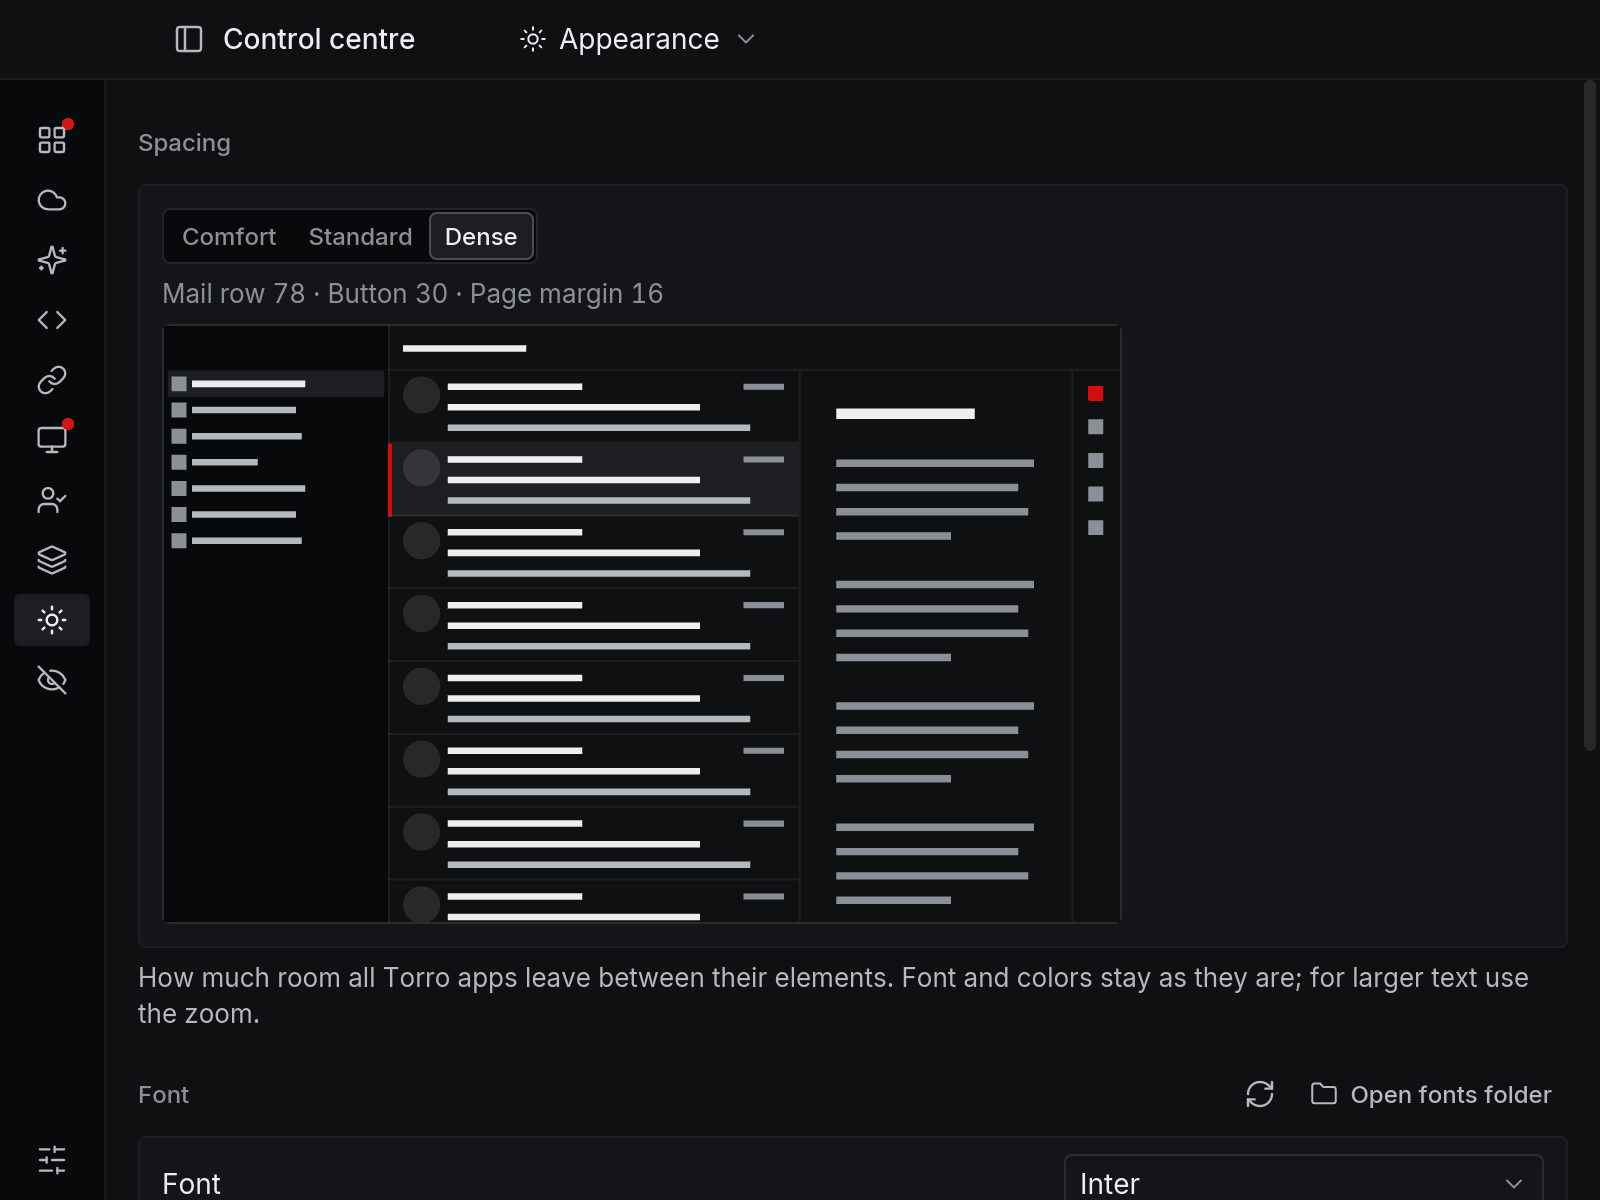 Control centre
Appearance
Spacing
Comfort Standard Dense
Mail row 78 · Button 30 · Page margin 16
How much room all Torro apps leave between their elements. Font and colors stay as they are; for larger text use
the zoom.
Font
Open fonts folder
Font
Inter